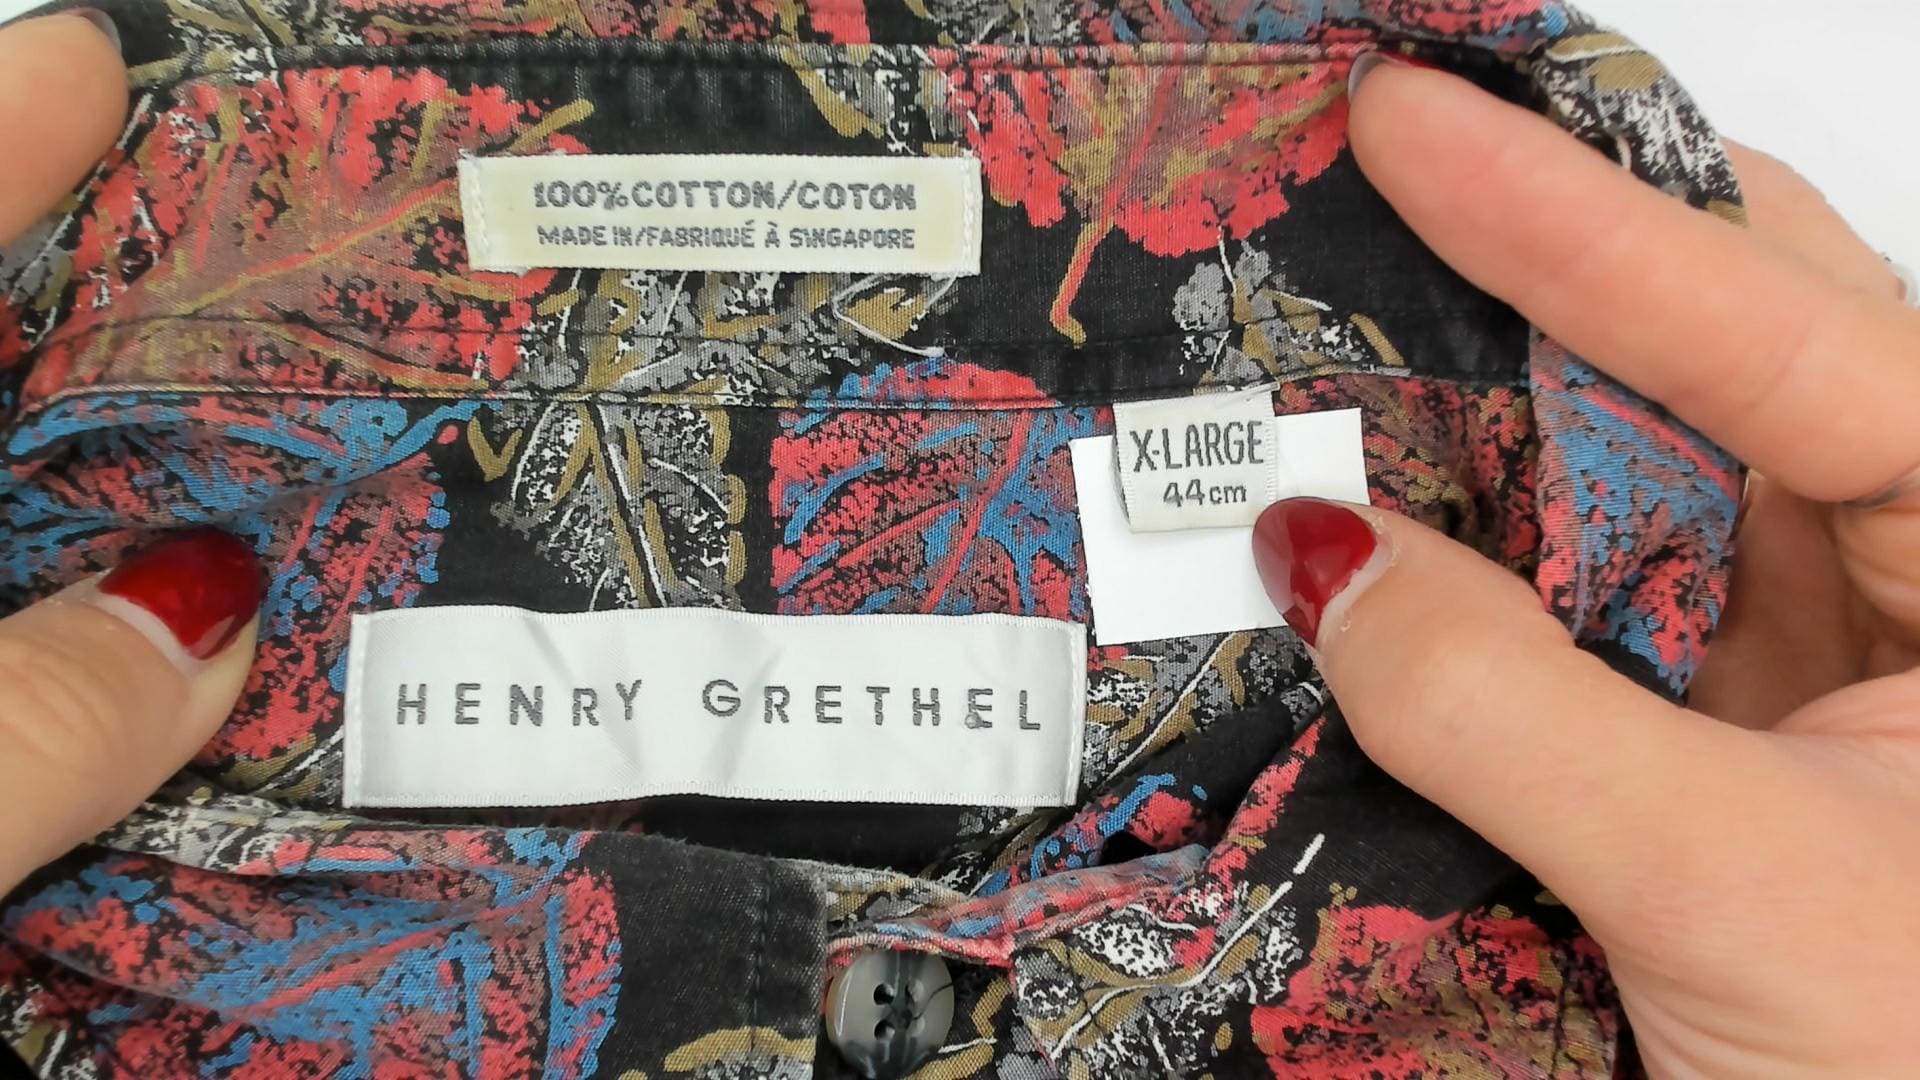 100% COTTON/COTON
MADE IN/FABRIQUÉ À SINGAPORE
X-LARGE
44cm
HENRY GRETHEL